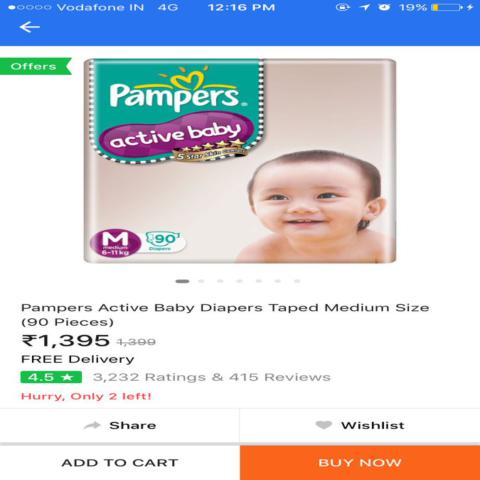 Vodafone IN 4G 12:16 PM 19%
Offers
Pampers
active baby
5 Star Skin Comfort
M
medium
6-11 kg
90
Diapers
Pampers Active Baby Diapers Taped Medium Size
(90 Pieces)
₹1,395 1,399
FREE Delivery
4.5 ★ 3,232 Ratings & 415 Reviews
Hurry, Only 2 left!
Share
Wishlist
ADD TO CART
BUY NOW